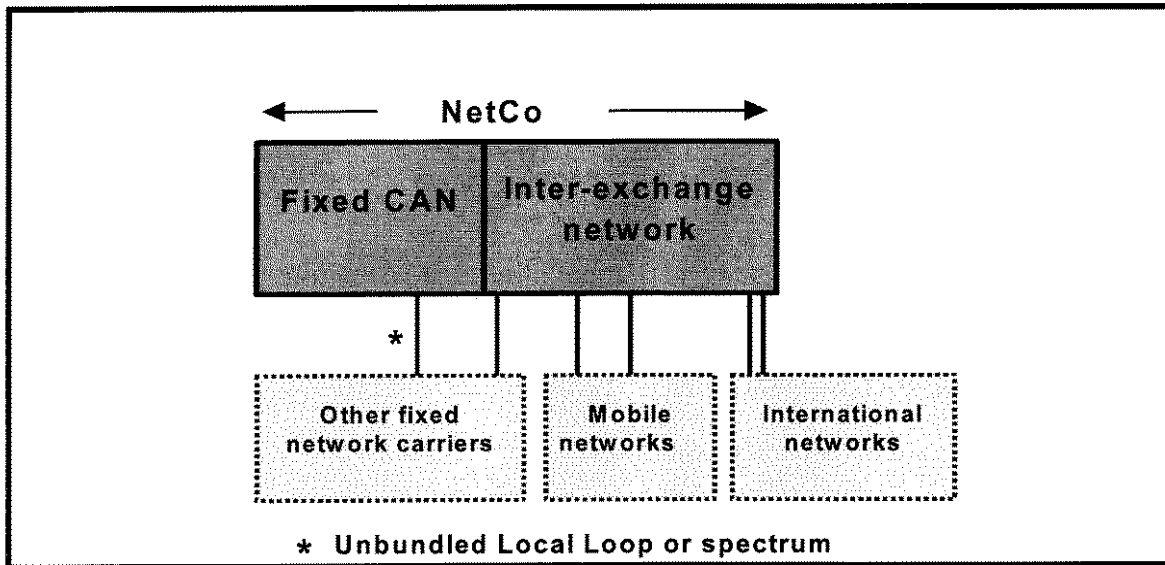 NetCo
Fixed CAN
Inter-exchange
network
*
Other fixed
network carriers
Mobile
networks
International
networks
* Unbundled Local Loop or spectrum